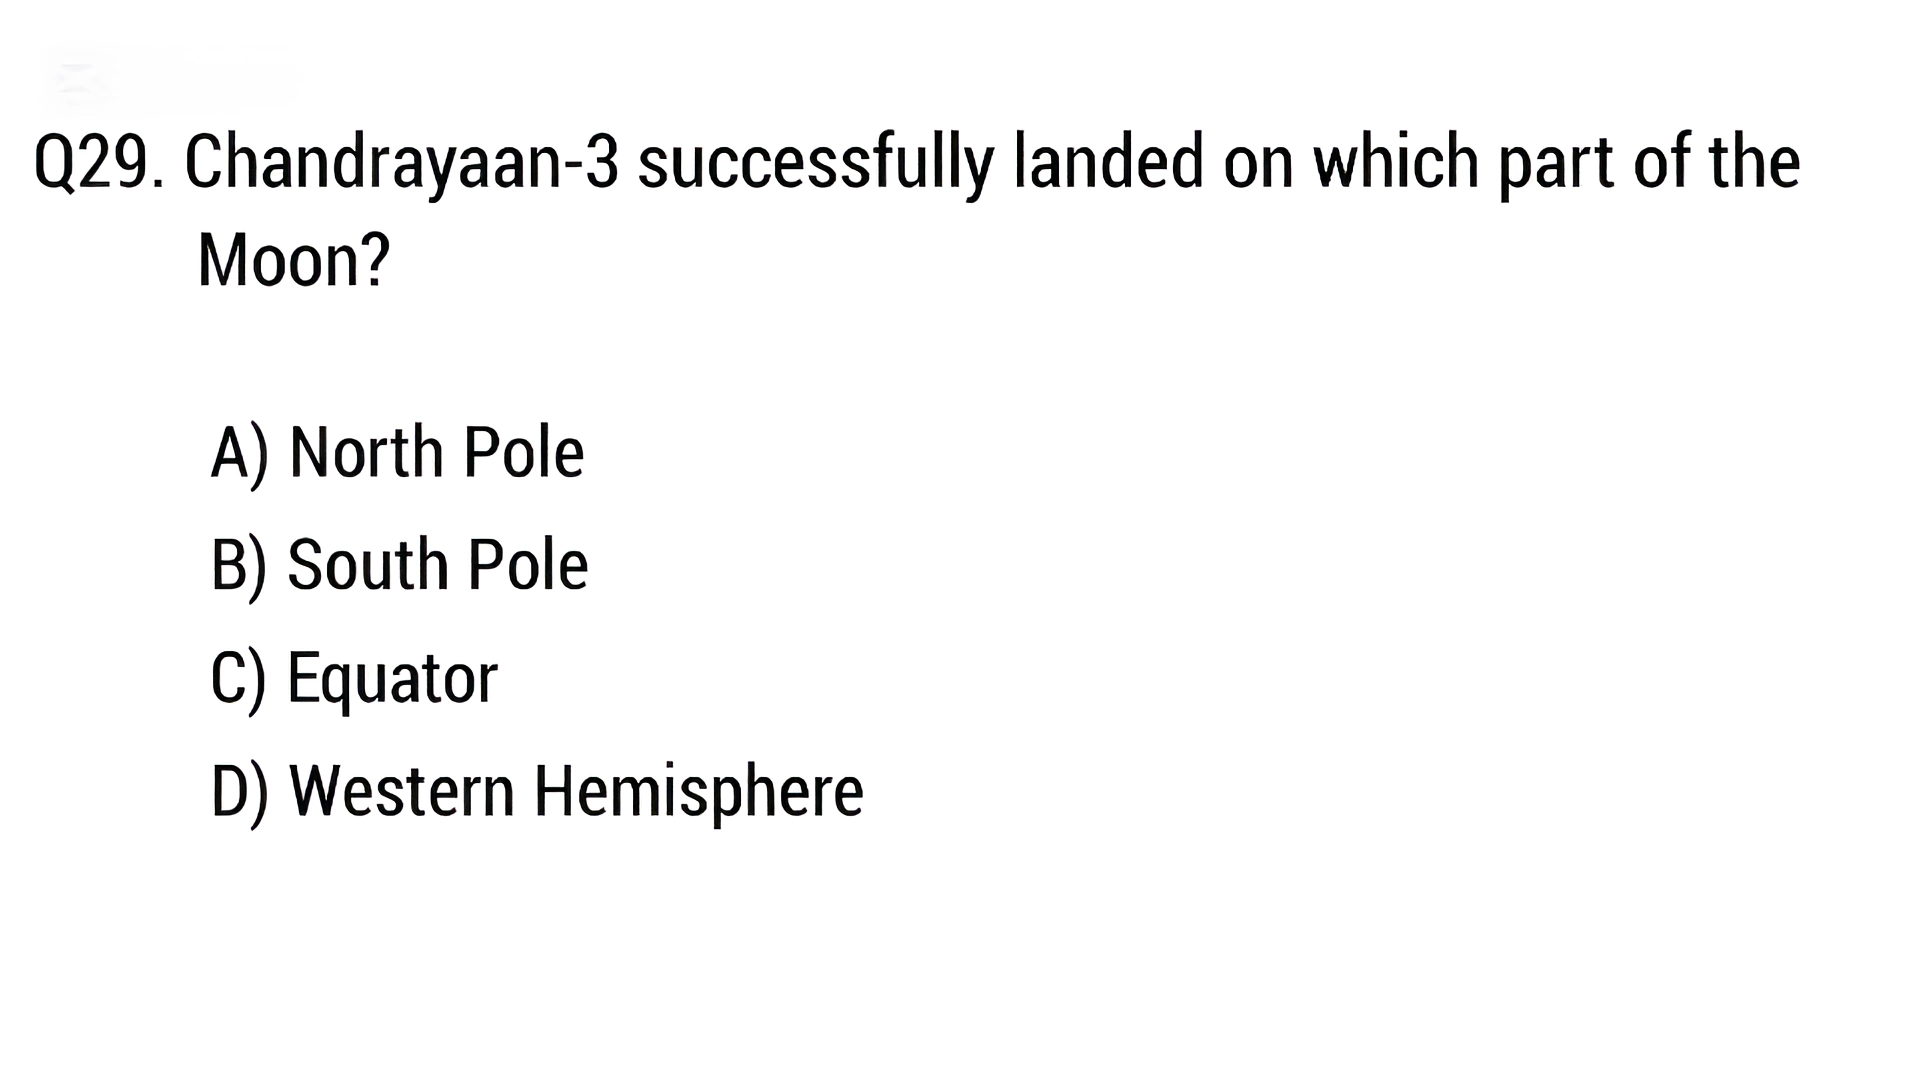 Q29. Chandrayaan-3 successfully landed on which part of the
Moon?
A) North Pole
B) South Pole
C) Equator
D) Western Hemisphere